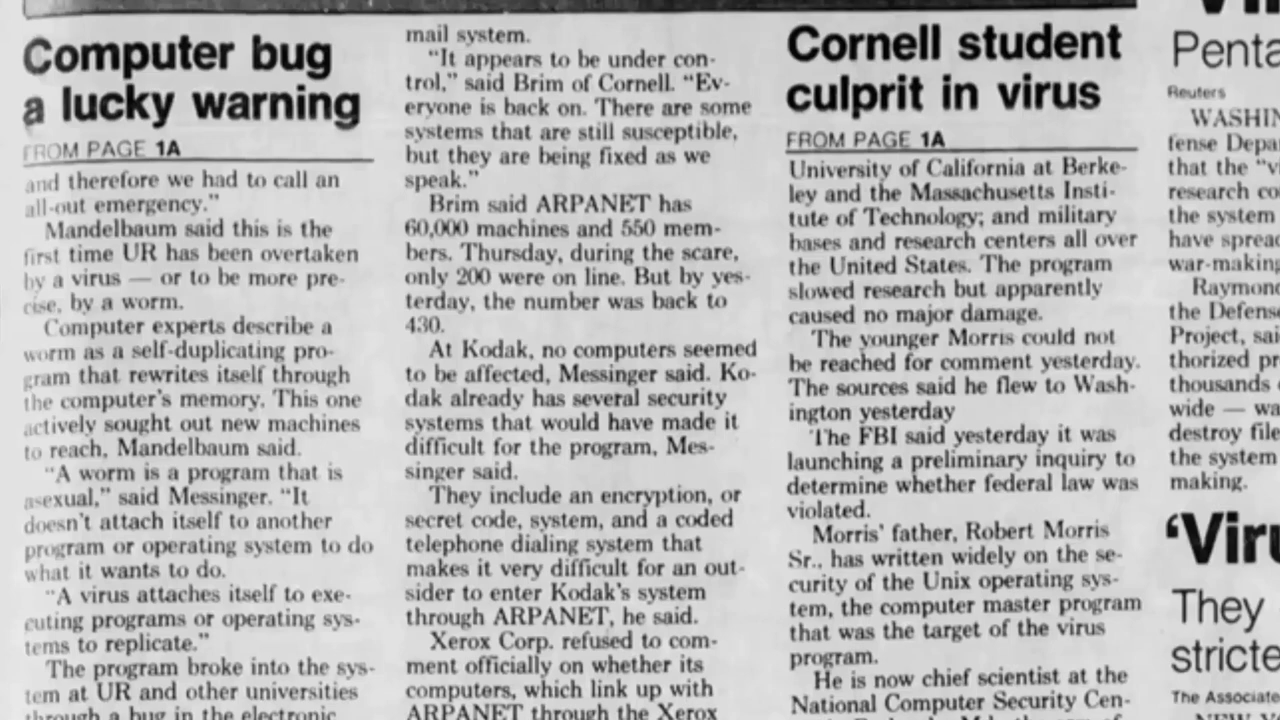 Computer bug
a lucky warning
FROM PAGE 1A
and therefore we had to call an
all-out emergency."
Mandelbaum said this is the
first time UR has been overtaken
by a virus — or to be more pre-
cise, by a worm.
Computer experts describe a
worm as a self-duplicating pro-
gram that rewrites itself through
the computer's memory. This one
actively sought out new machines
to reach, Mandelbaum said.
"A worm is a program that is
asexual," said Messinger. "It
doesn't attach itself to another
program or operating system to do
what it wants to do.
"A virus attaches itself to exe-
cuting programs or operating sys-
tems to replicate."
The program broke into the sys-
tem at UR and other universities
through a bug in the electronic
mail system.
"It appears to be under con-
trol," said Brim of Cornell. "Ev-
eryone is back on. There are some
systems that are still susceptible,
but they are being fixed as we
speak."
Brim said ARPANET has
60,000 machines and 550 mem-
bers. Thursday, during the scare,
only 200 were on line. But by yes-
terday, the number was back to
430.
At Kodak, no computers seemed
to be affected, Messinger said. Ko-
dak already has several security
systems that would have made it
difficult for the program, Mes-
singer said.
They include an encryption, or
secret code, system, and a coded
telephone dialing system that
makes it very difficult for an out-
sider to enter Kodak's system
through ARPANET, he said.
Xerox Corp. refused to com-
ment officially on whether its
computers, which link up with
ARPANET through the Xerox
Cornell student
culprit in virus
FROM PAGE 1A
University of California at Berke-
ley and the Massachusetts Insti-
tute of Technology; and military
bases and research centers all over
the United States. The program
slowed research but apparently
caused no major damage.
The younger Morris could not
be reached for comment yesterday.
The sources said he flew to Wash-
ington yesterday
The FBI said yesterday it was
launching a preliminary inquiry to
determine whether federal law was
violated.
Morris' father, Robert Morris
Sr., has written widely on the se-
curity of the Unix operating sys-
tem, the computer master program
that was the target of the virus
program.
He is now chief scientist at the
National Computer Security Cen-
Penta
Reuters
WASHIN
fense Depa
that the "v
research co
the system
have spread
war-making
Raymond
the Defense
Project, sai
thorized pr
thousands
wide — wa
destroy file
the system
making.
'Viru
They
stricte
The Associate